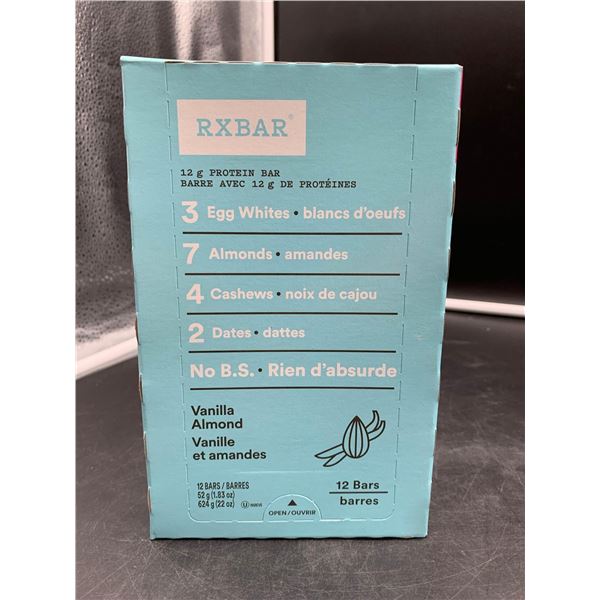 RXBAR®
12 g PROTEIN BAR
BARRE AVEC 12 g DE PROTÉINES
3 Egg Whites • blancs d'oeufs
7 Almonds • amandes
4 Cashews • noix de cajou
2 Dates • dattes
No B.S. • Rien d'absurde
Vanilla
Almond
Vanille
et amandes
12 BARS / BARRES
52 g (1.83 oz)
624 g (22 oz)
12 Bars
barres
OPEN / OUVRIR